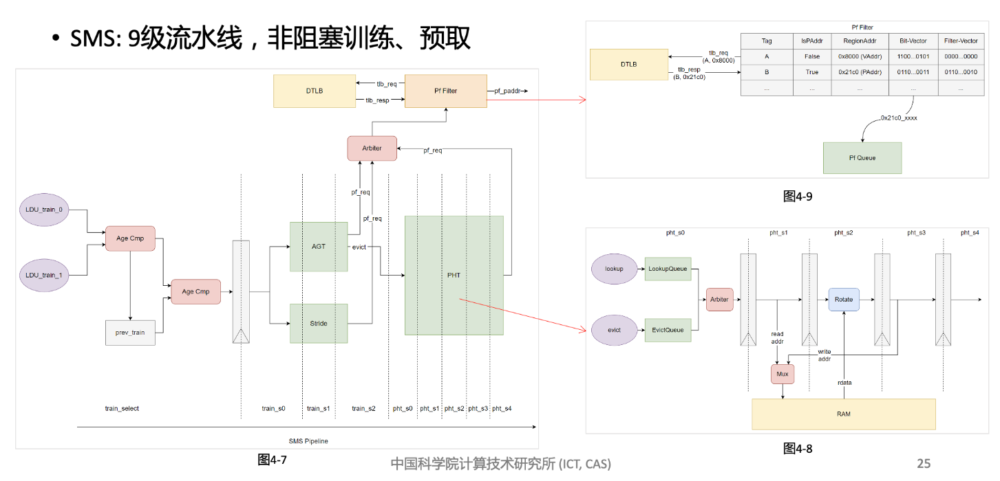 • SMS: 9级流水线，非阻塞训练、预取
DTLB
tlb_req
tlb_resp
Pf Filter
pf_paddr
Arbiter
pf_req
pf_req
pf_req
LDU_train_0
LDU_train_1
Age Cmp
Age Cmp
prev_train
AGT
evict
Stride
PHT
train_select
train_s0
train_s1
train_s2
pht_s0
pht_s1
pht_s2
pht_s3
pht_s4
SMS Pipeline
图4-7
Pf Filter
DTLB
tlb_req
(A, 0x8000)
tlb_resp
(B, 0x21c0)
Tag IsPAddr RegionAddr Bit-Vector Filter-Vector
A False 0x8000 (VAddr) 1100...0101 0000...0000
B True 0x21c0 (PAddr) 0110...0011 0110...0010
... ... ... ... ...
0x21c0_xxxx
Pf Queue
图4-9
pht_s0
pht_s1
pht_s2
pht_s3
pht_s4
lookup
LookupQueue
evict
EvictQueue
Arbiter
Rotate
read
addr
write
addr
Mux
rdata
RAM
图4-8
中国科学院计算技术研究所 (ICT, CAS)
25